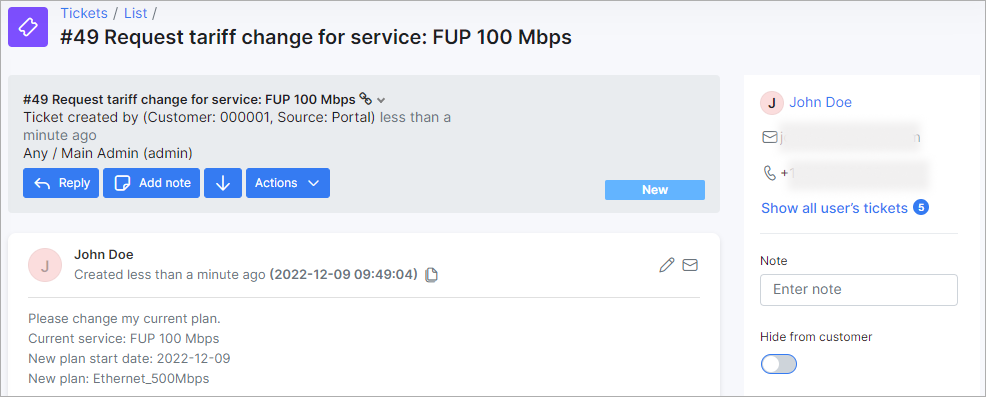 Tickets / List /
#49 Request tariff change for service: FUP 100 Mbps
#49 Request tariff change for service: FUP 100 Mbps
Ticket created by (Customer: 000001, Source: Portal) less than a
minute ago
Any / Main Admin (admin)
Reply
Add note
Actions
New
J
John Doe
Created less than a minute ago (2022-12-09 09:49:04)
Please change my current plan.
Current service: FUP 100 Mbps
New plan start date: 2022-12-09
New plan: Ethernet_500Mbps
J
John Doe
Show all user's tickets 5
Note
Enter note
Hide from customer